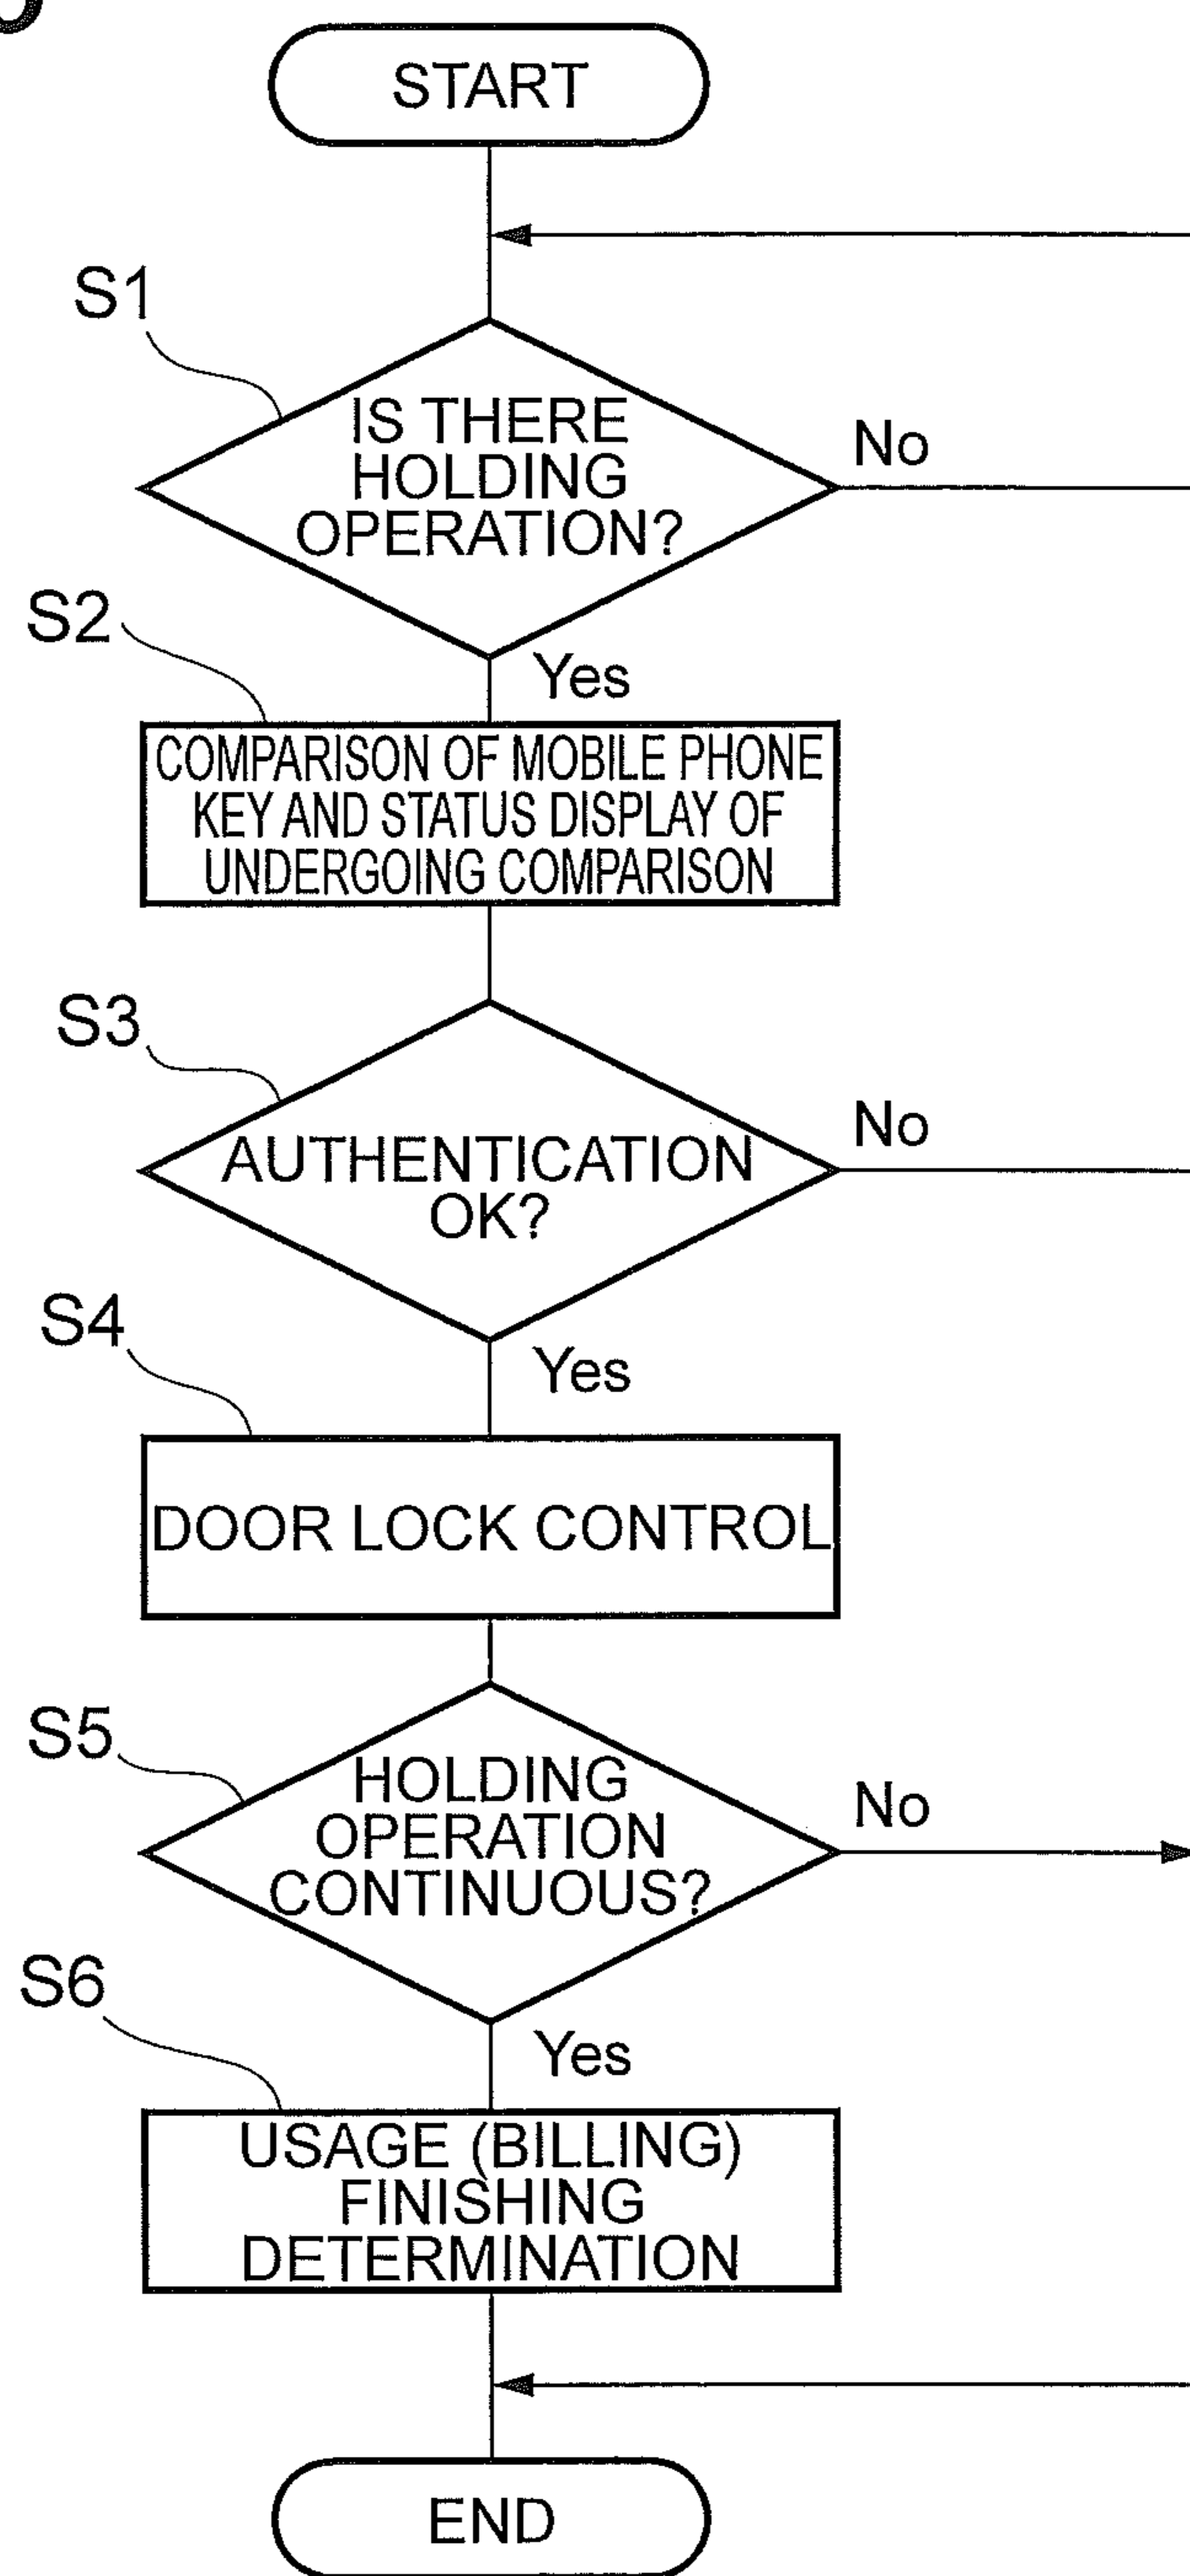 START
S1
IS THERE
HOLDING
OPERATION?
No
S2
Yes
COMPARISON OF MOBILE PHONE
KEY AND STATUS DISPLAY OF
UNDERGOING COMPARISON
S3
No
AUTHENTICATION
OK?
S4
Yes
DOOR LOCK CONTROL
S5
HOLDING
OPERATION
CONTINUOUS?
No
S6
Yes
USAGE (BILLING)
FINISHING
DETERMINATION
END